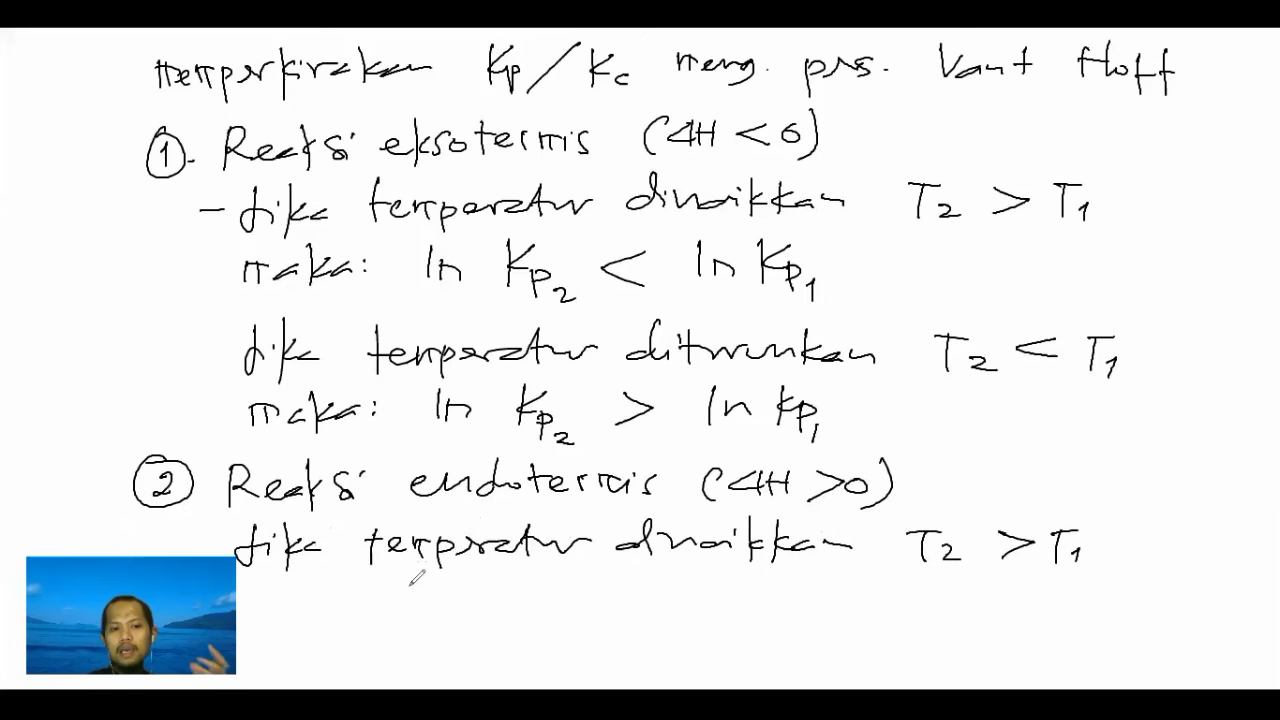 Memperkirakan Kp/Kc meng. prs. Vant Hoff
①. Reaksi eksotermis (ΔH < 0)
- Jika temperatur dinaikkan T2 > T1
maka: ln Kp2 < ln Kp1
Jika temperatur diturunkan T2 < T1
maka: ln Kp2 > ln Kp1
② Reaksi endotermis (ΔH > 0)
Jika temperatur dinaikkan T2 > T1